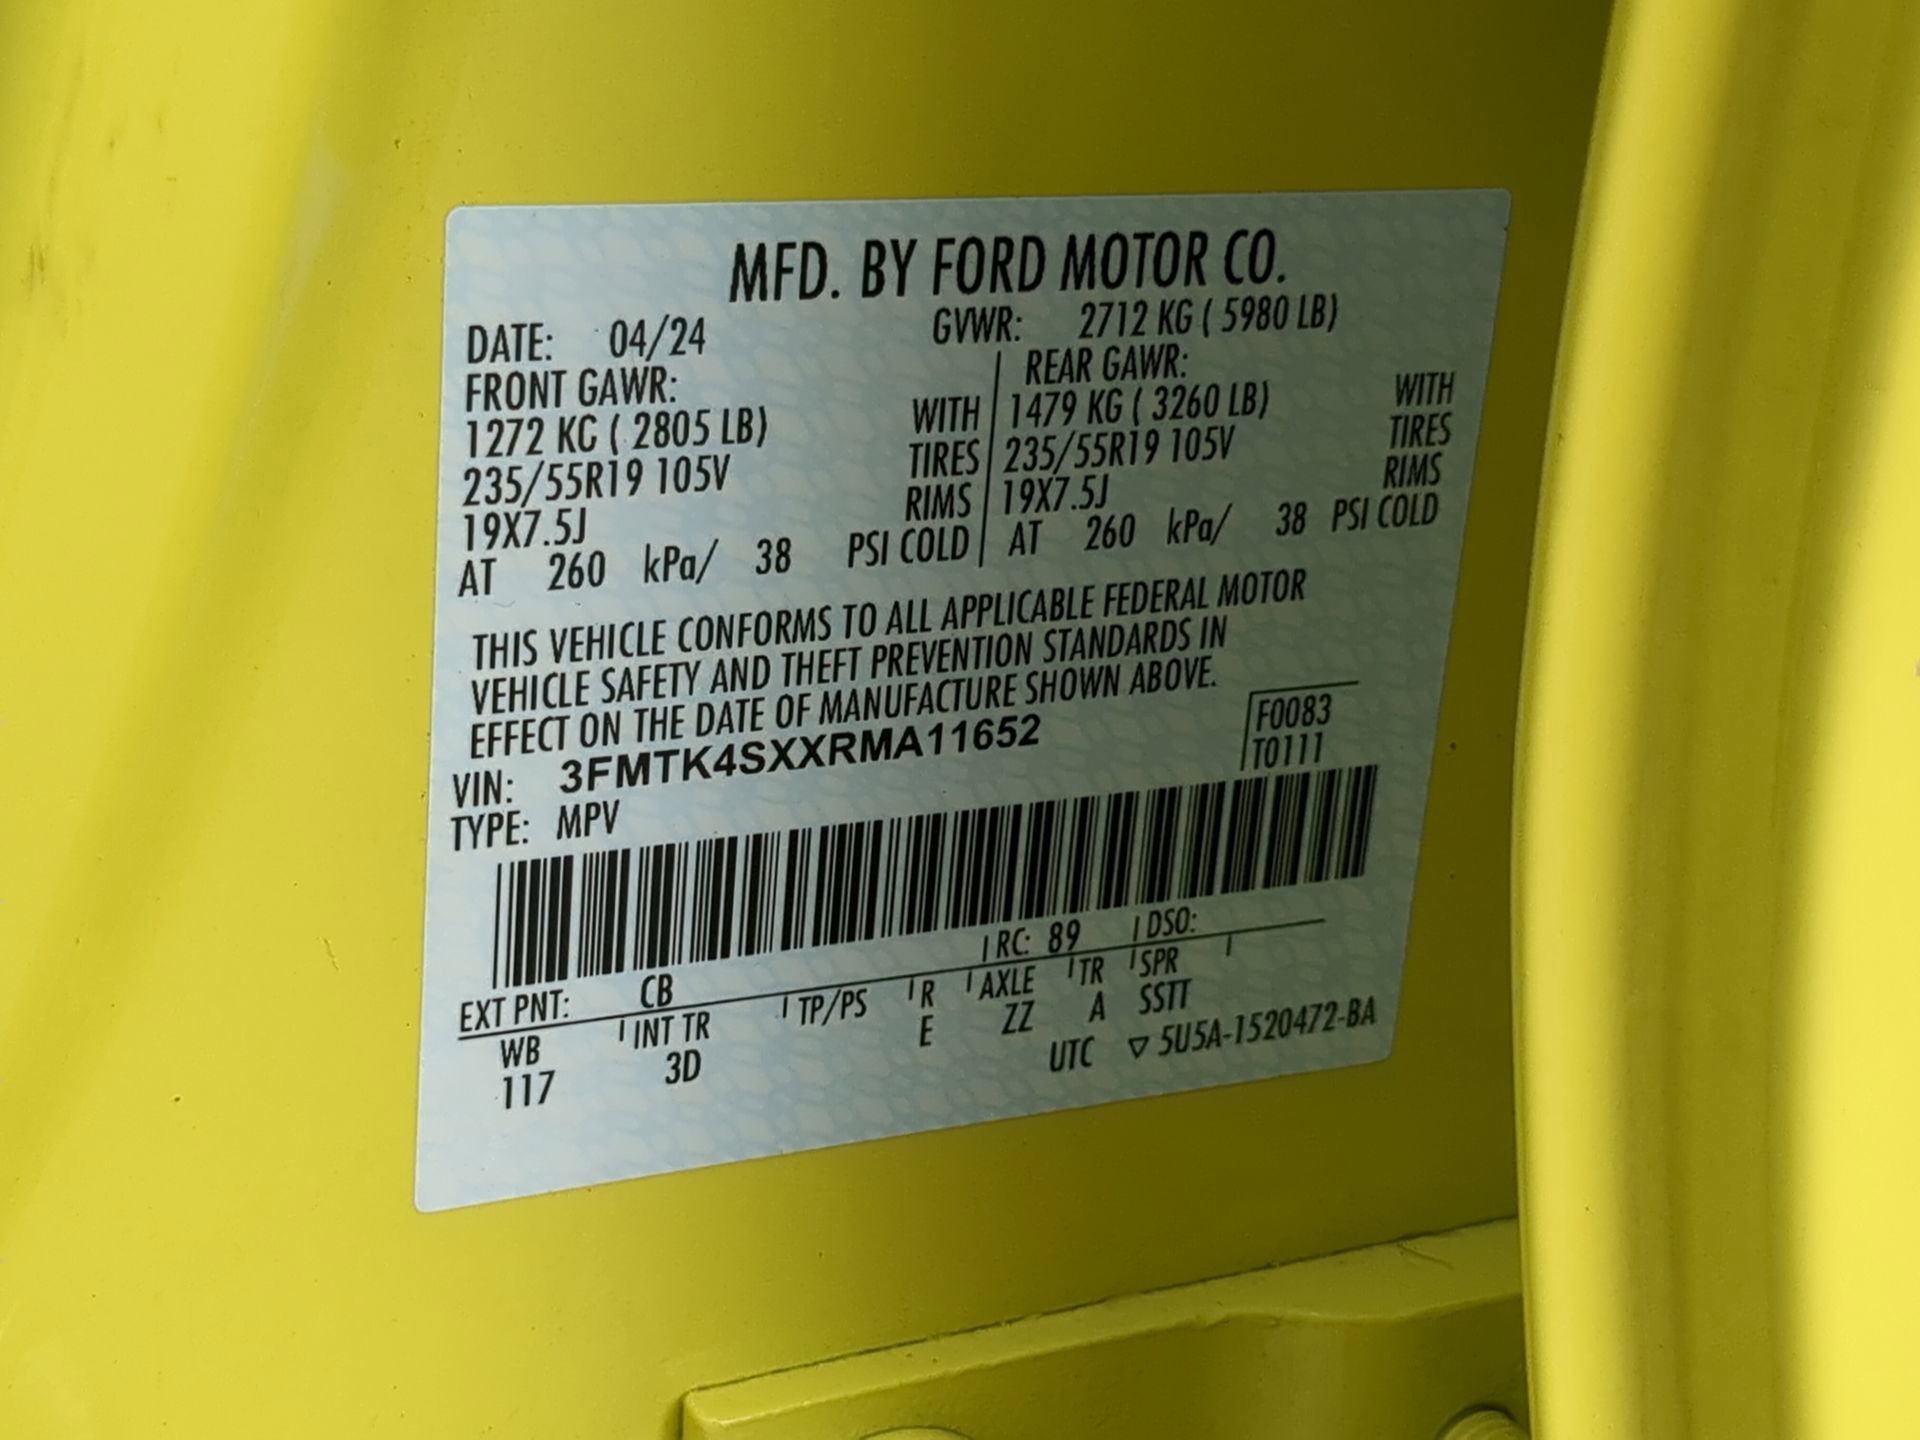 MFD. BY FORD MOTOR CO.
DATE: 04/24 GVWR: 2712 KG ( 5980 LB)
FRONT GAWR: REAR GAWR:
1272 KG ( 2805 LB) WITH 1479 KG ( 3260 LB) WITH
235/55R19 105V TIRES 235/55R19 105V TIRES
19X7.5J RIMS 19X7.5J RIMS
AT 260 kPa/ 38 PSI COLD AT 260 kPa/ 38 PSI COLD
THIS VEHICLE CONFORMS TO ALL APPLICABLE FEDERAL MOTOR
VEHICLE SAFETY AND THEFT PREVENTION STANDARDS IN
EFFECT ON THE DATE OF MANUFACTURE SHOWN ABOVE.
VIN: 3FMTK4SXXRMA11652 F0083
TYPE: MPV T0111
EXT PNT: CB RC: 89 DSO:
WB INT TR TP/PS R AXLE TR SPR
117 3D E ZZ A SSTT
UTC ▽ 5U5A-1520472-BA